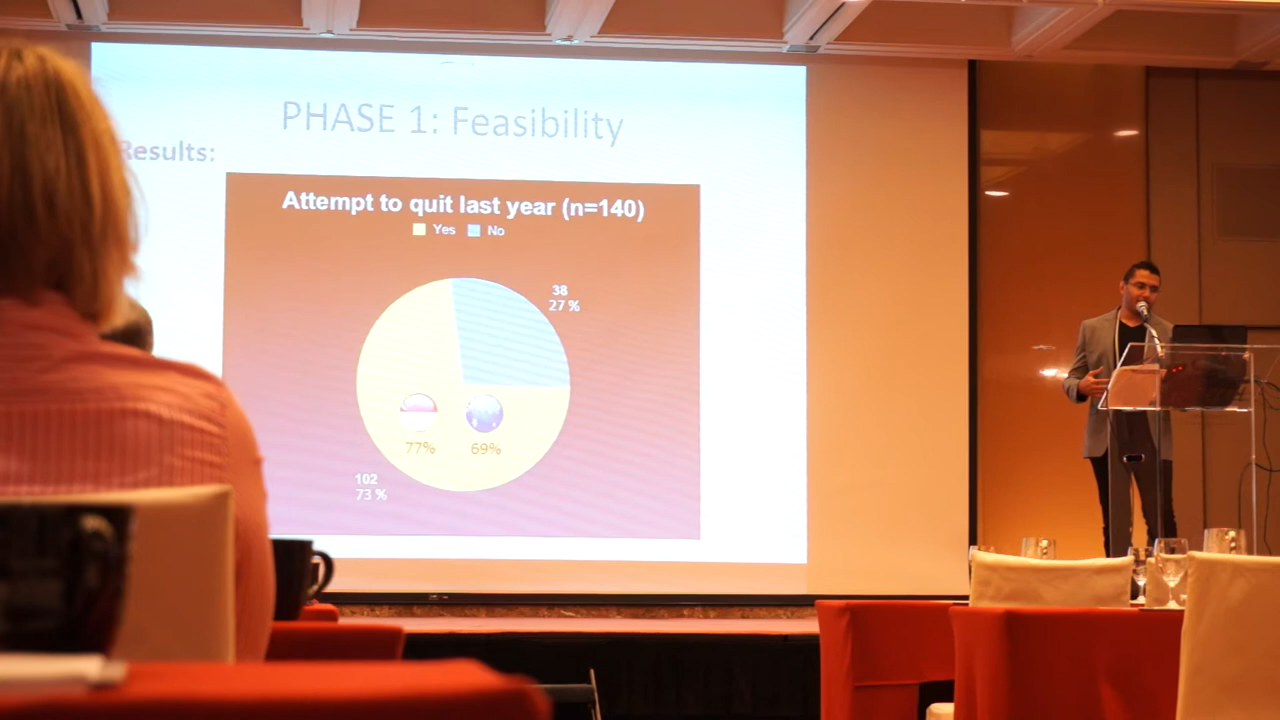 PHASE 1: Feasibility
Results:
Attempt to quit last year (n=140)
Yes No
38
27 %
77% 69%
102
73 %